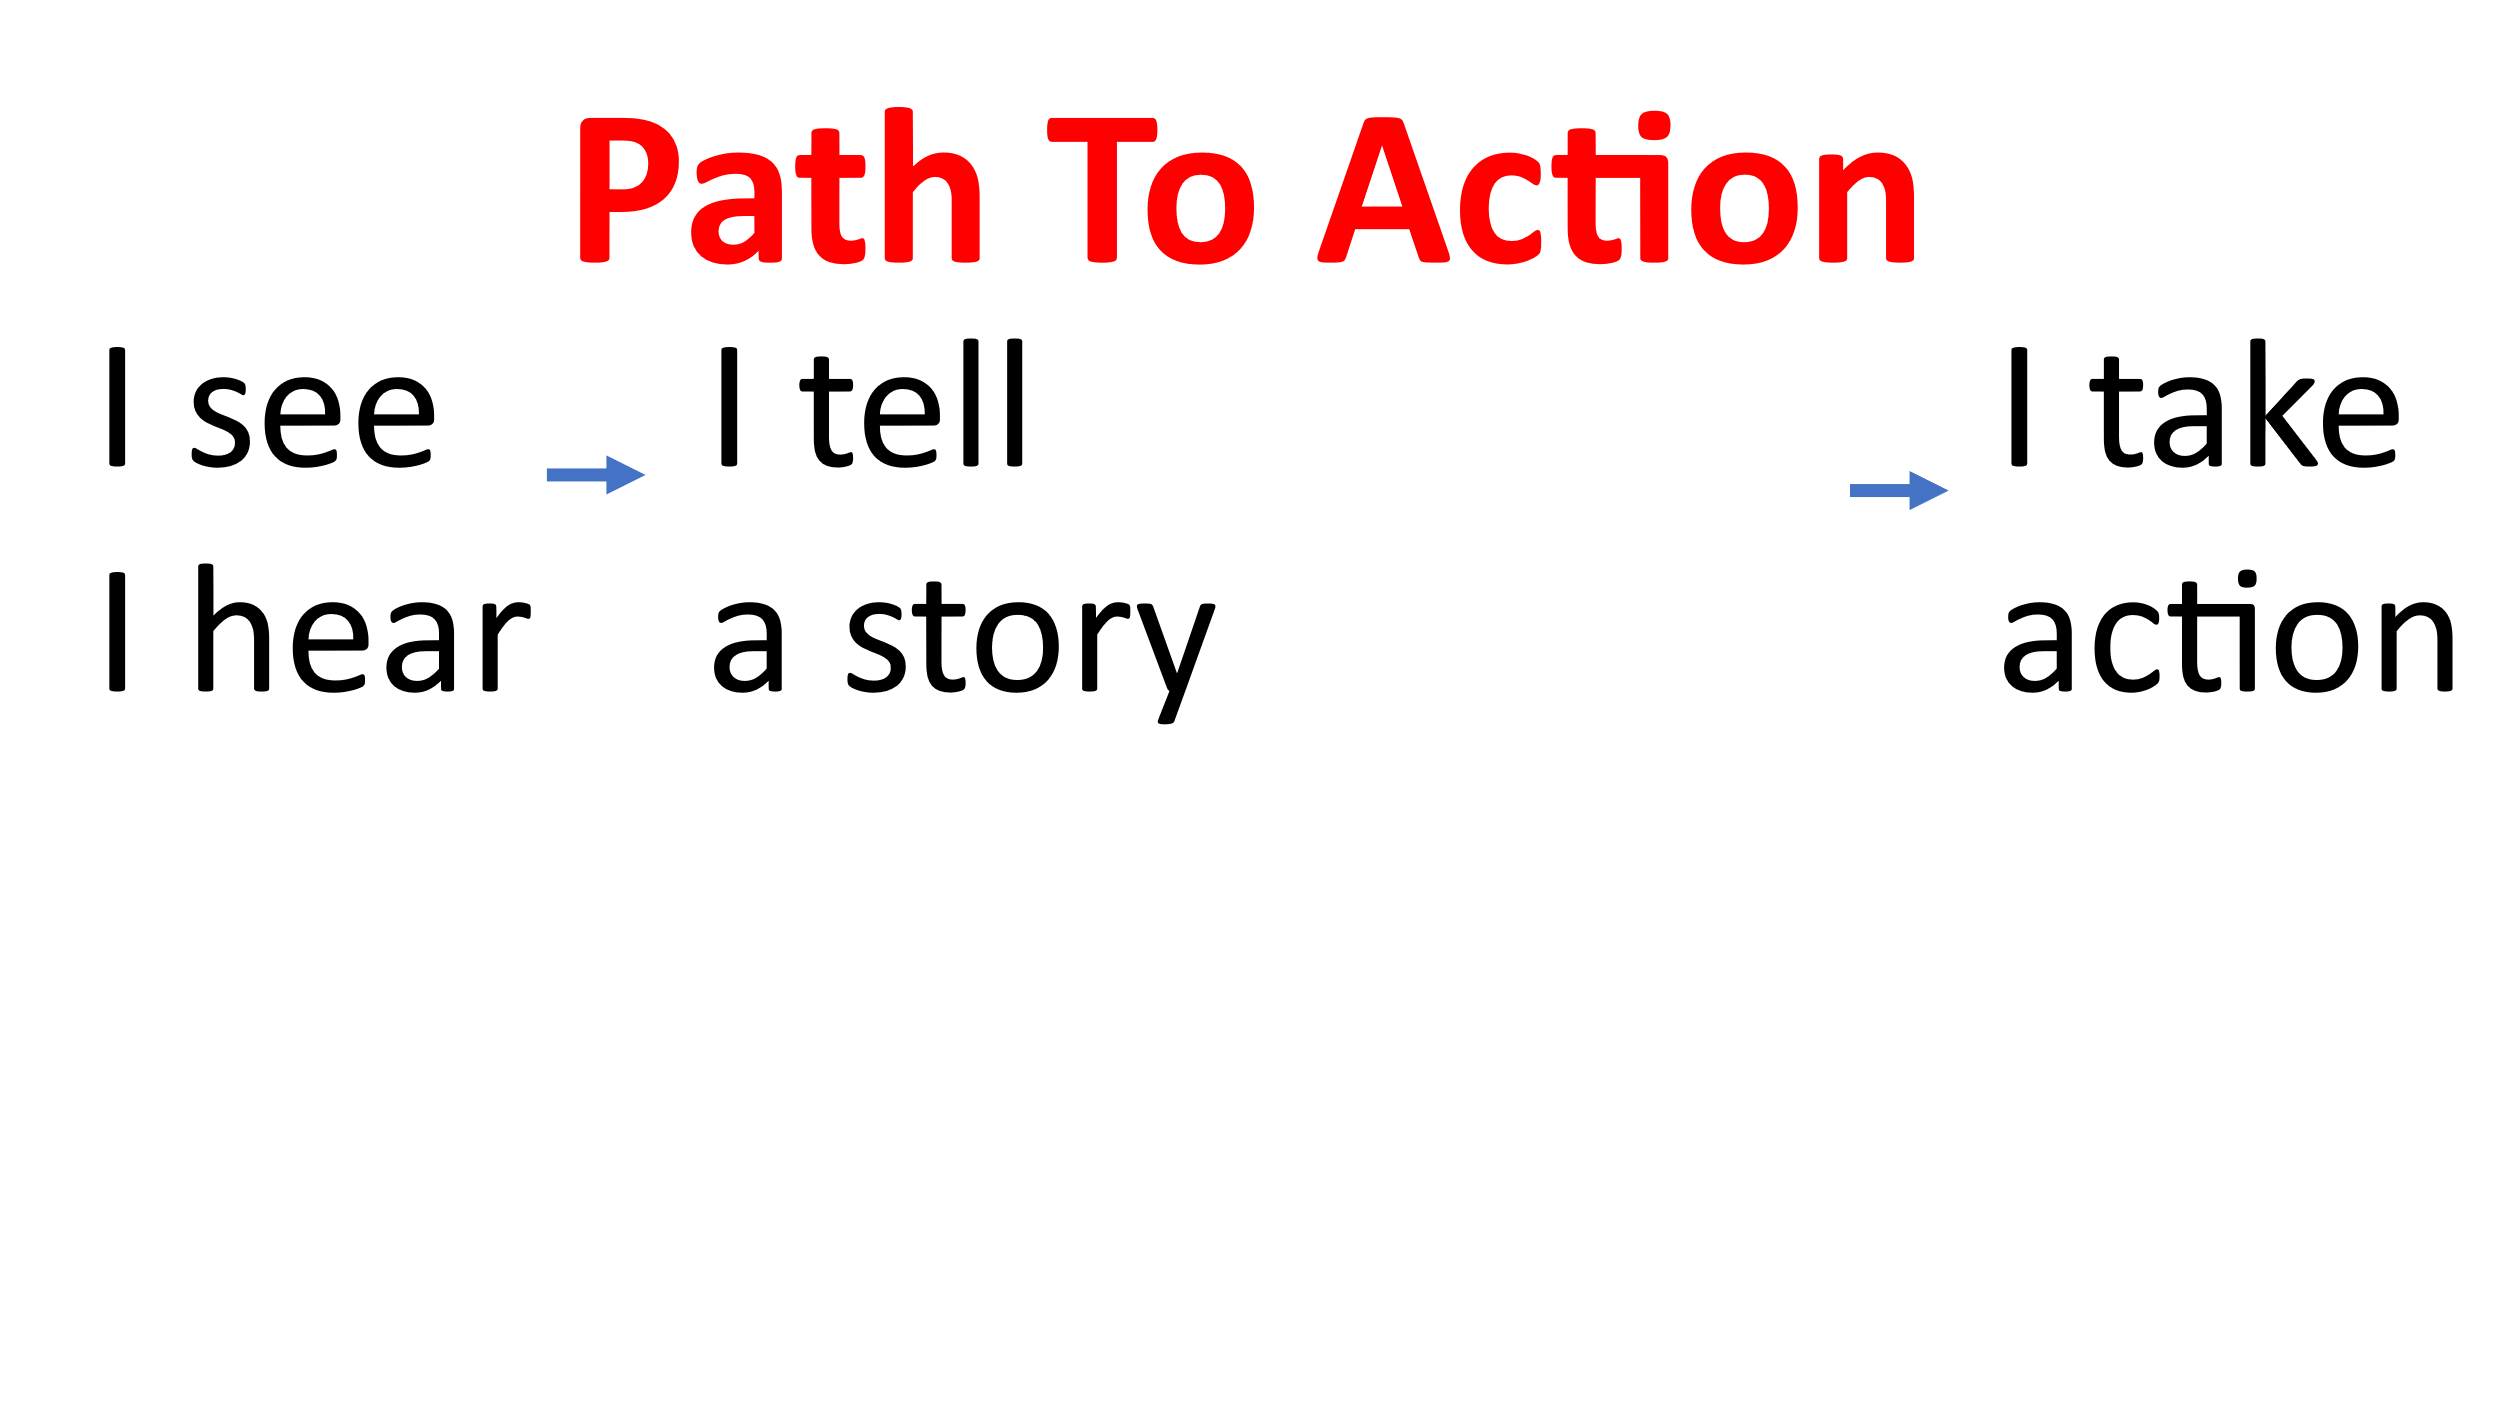 Path To Action
I see
I hear
I tell
a story
I take
action